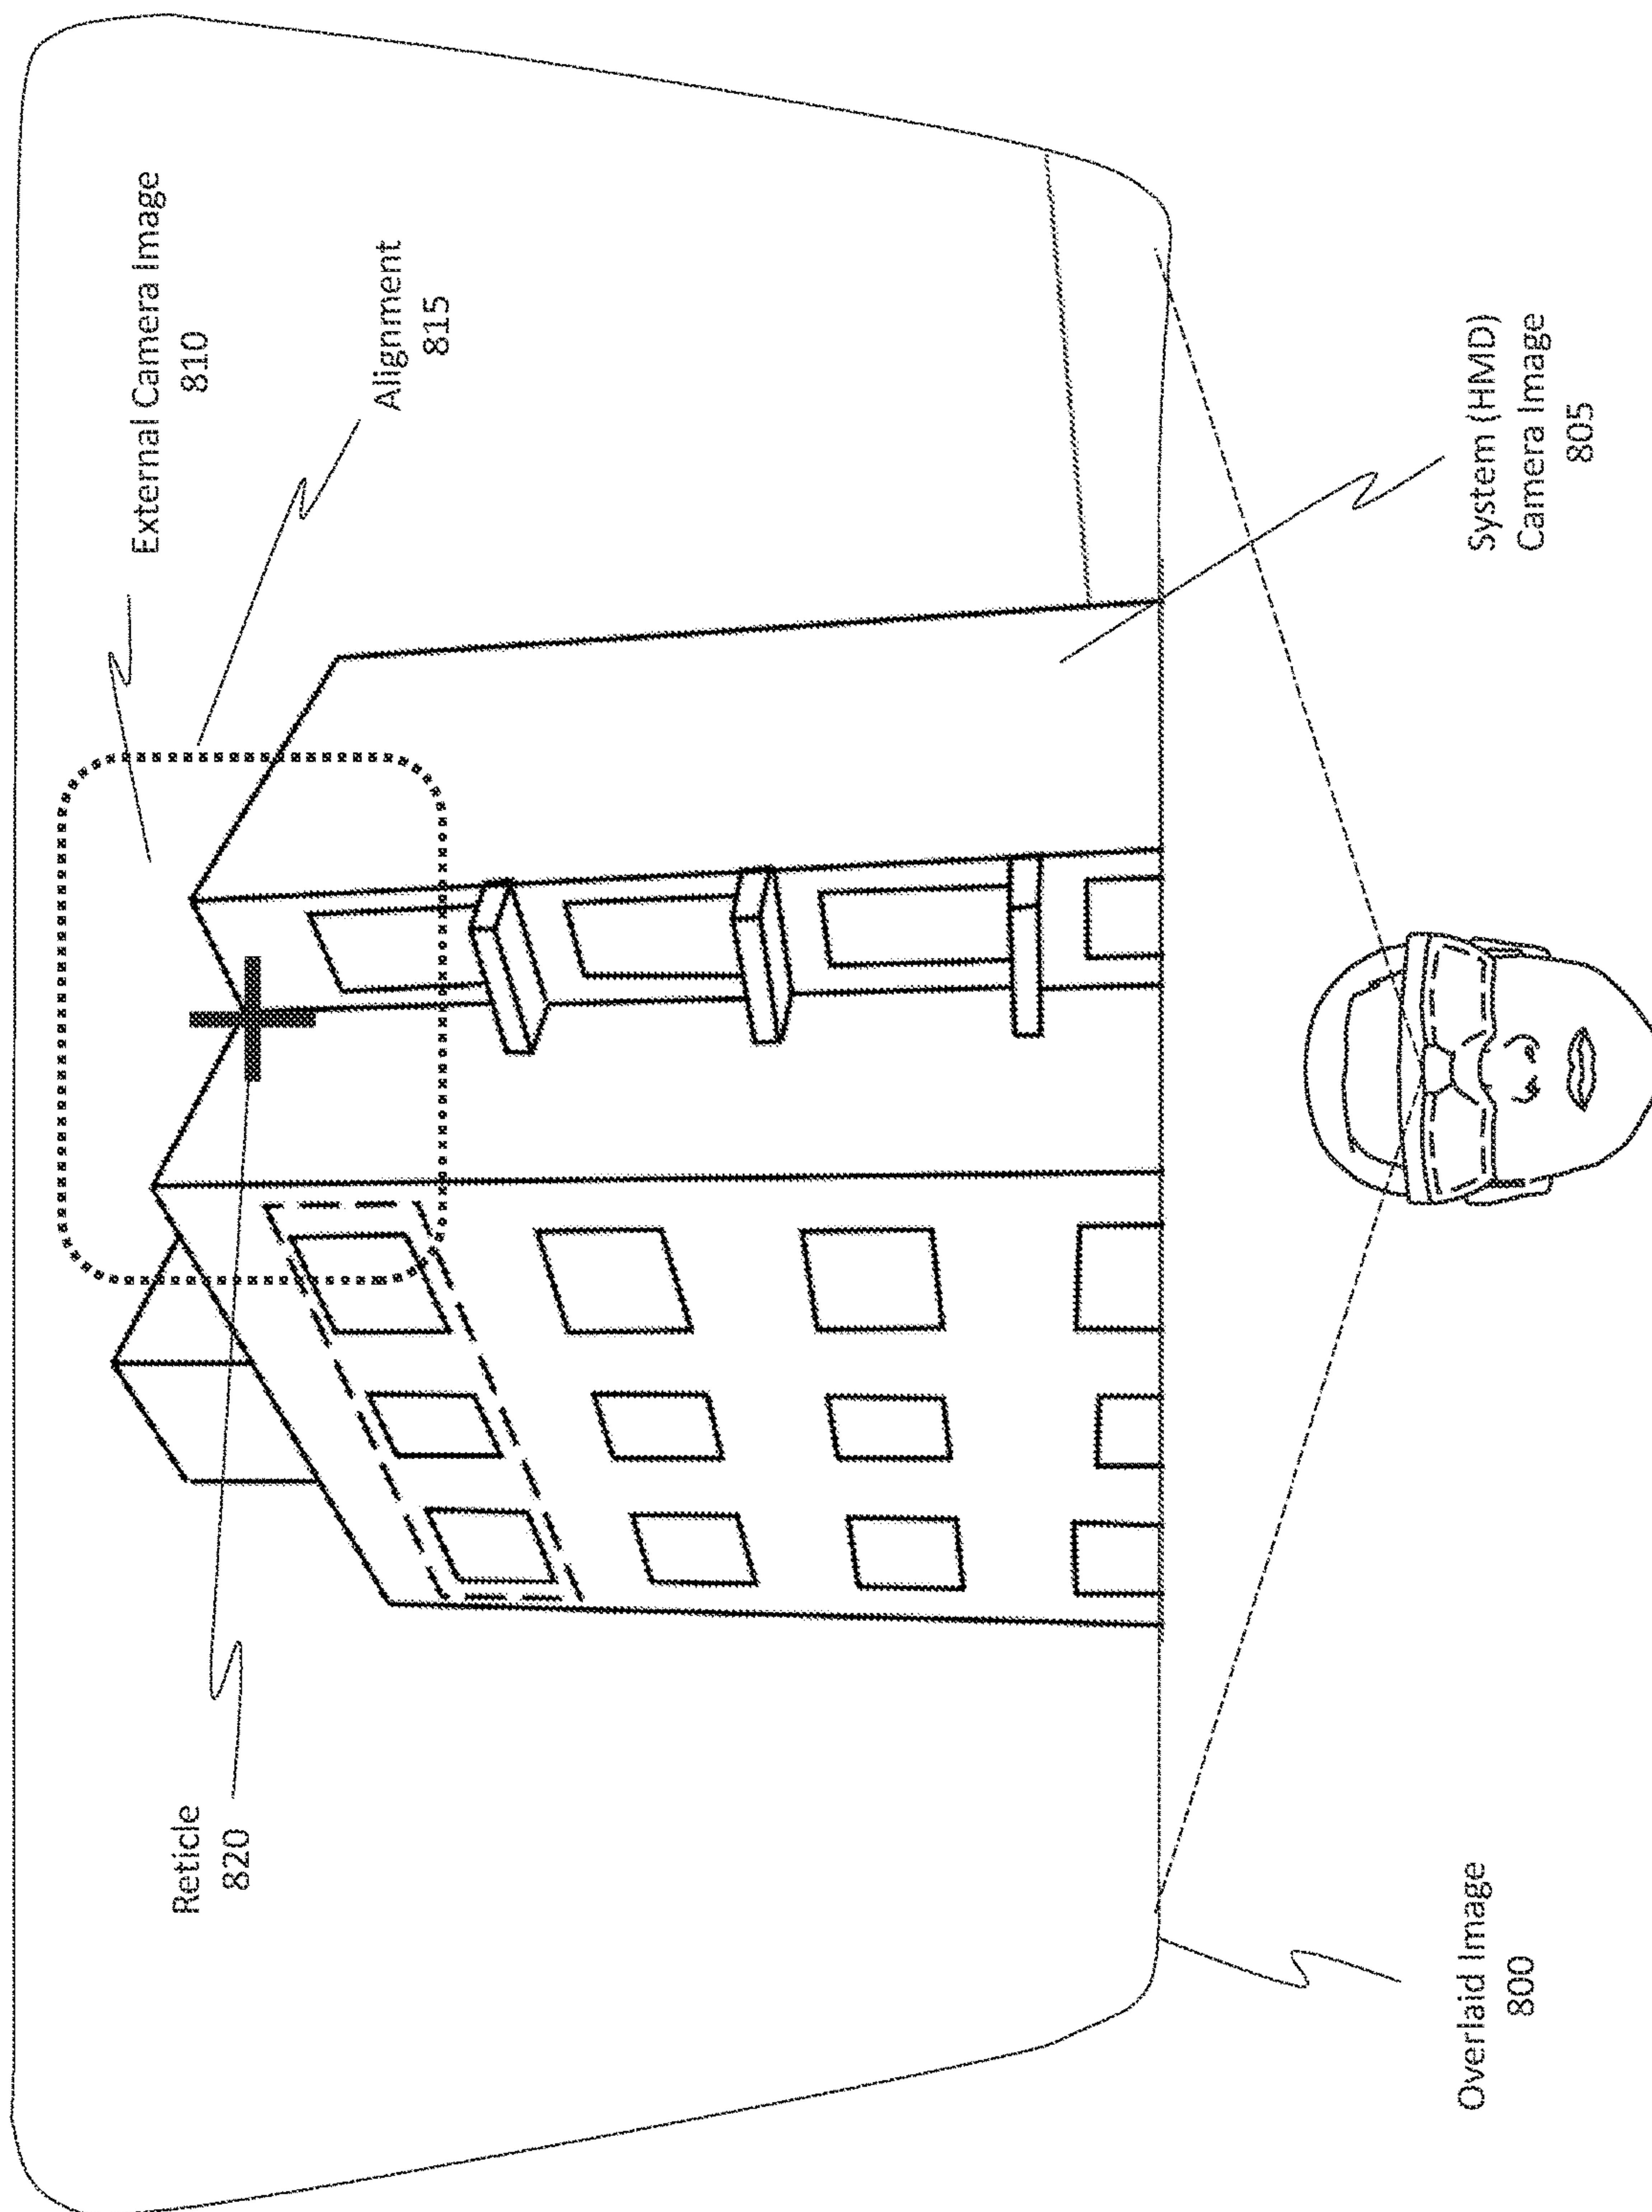 External Camera Image
810
Alignment
815
Reticle
820
System (HMD)
Camera Image
805
Overlaid Image
800